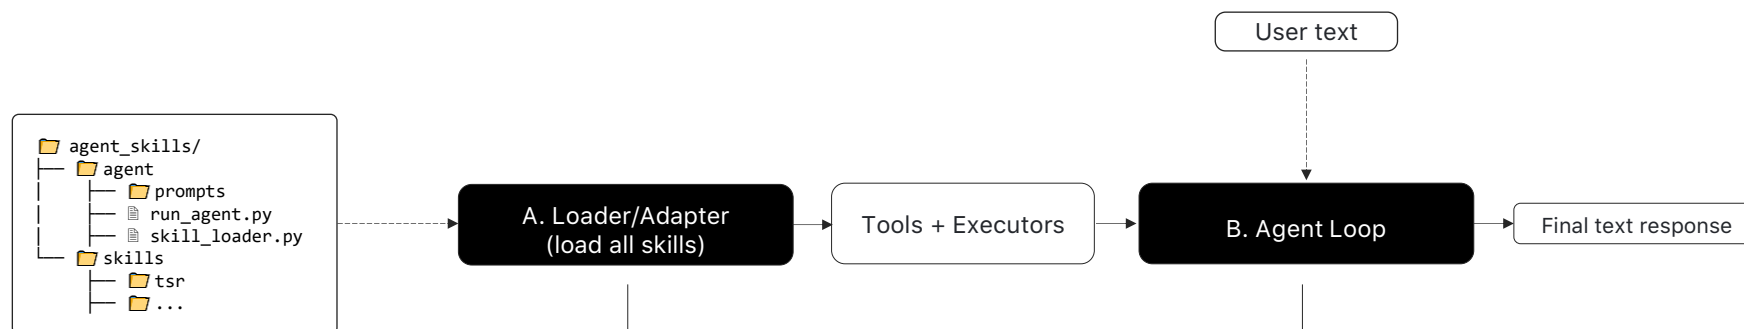 User text
agent_skills/
agent
prompts
run_agent.py
skill_loader.py
skills
tsr
...
A. Loader/Adapter
(load all skills)
Tools + Executors
B. Agent Loop
Final text response